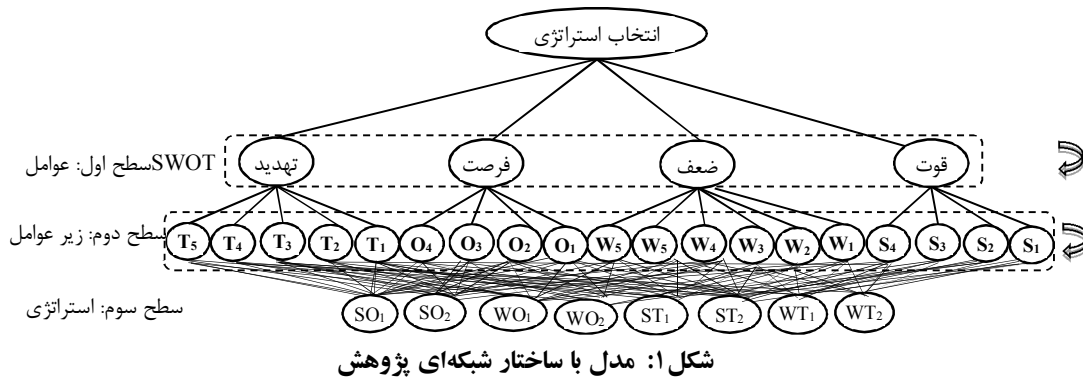 انتخاب استراتژی
سطح اول: عوامل SWOT
قوت ضعف فرصت تهدید
سطح دوم: زیر عوامل
T5 T4 T3 T2 T1 O4 O3 O2 O1 W5 W5 W4 W3 W2 W1 S4 S3 S2 S1
سطح سوم: استراتژی
SO1 SO2 WO1 WO2 ST1 ST2 WT1 WT2
شکل۱: مدل با ساختار شبکه‌ای پژوهش